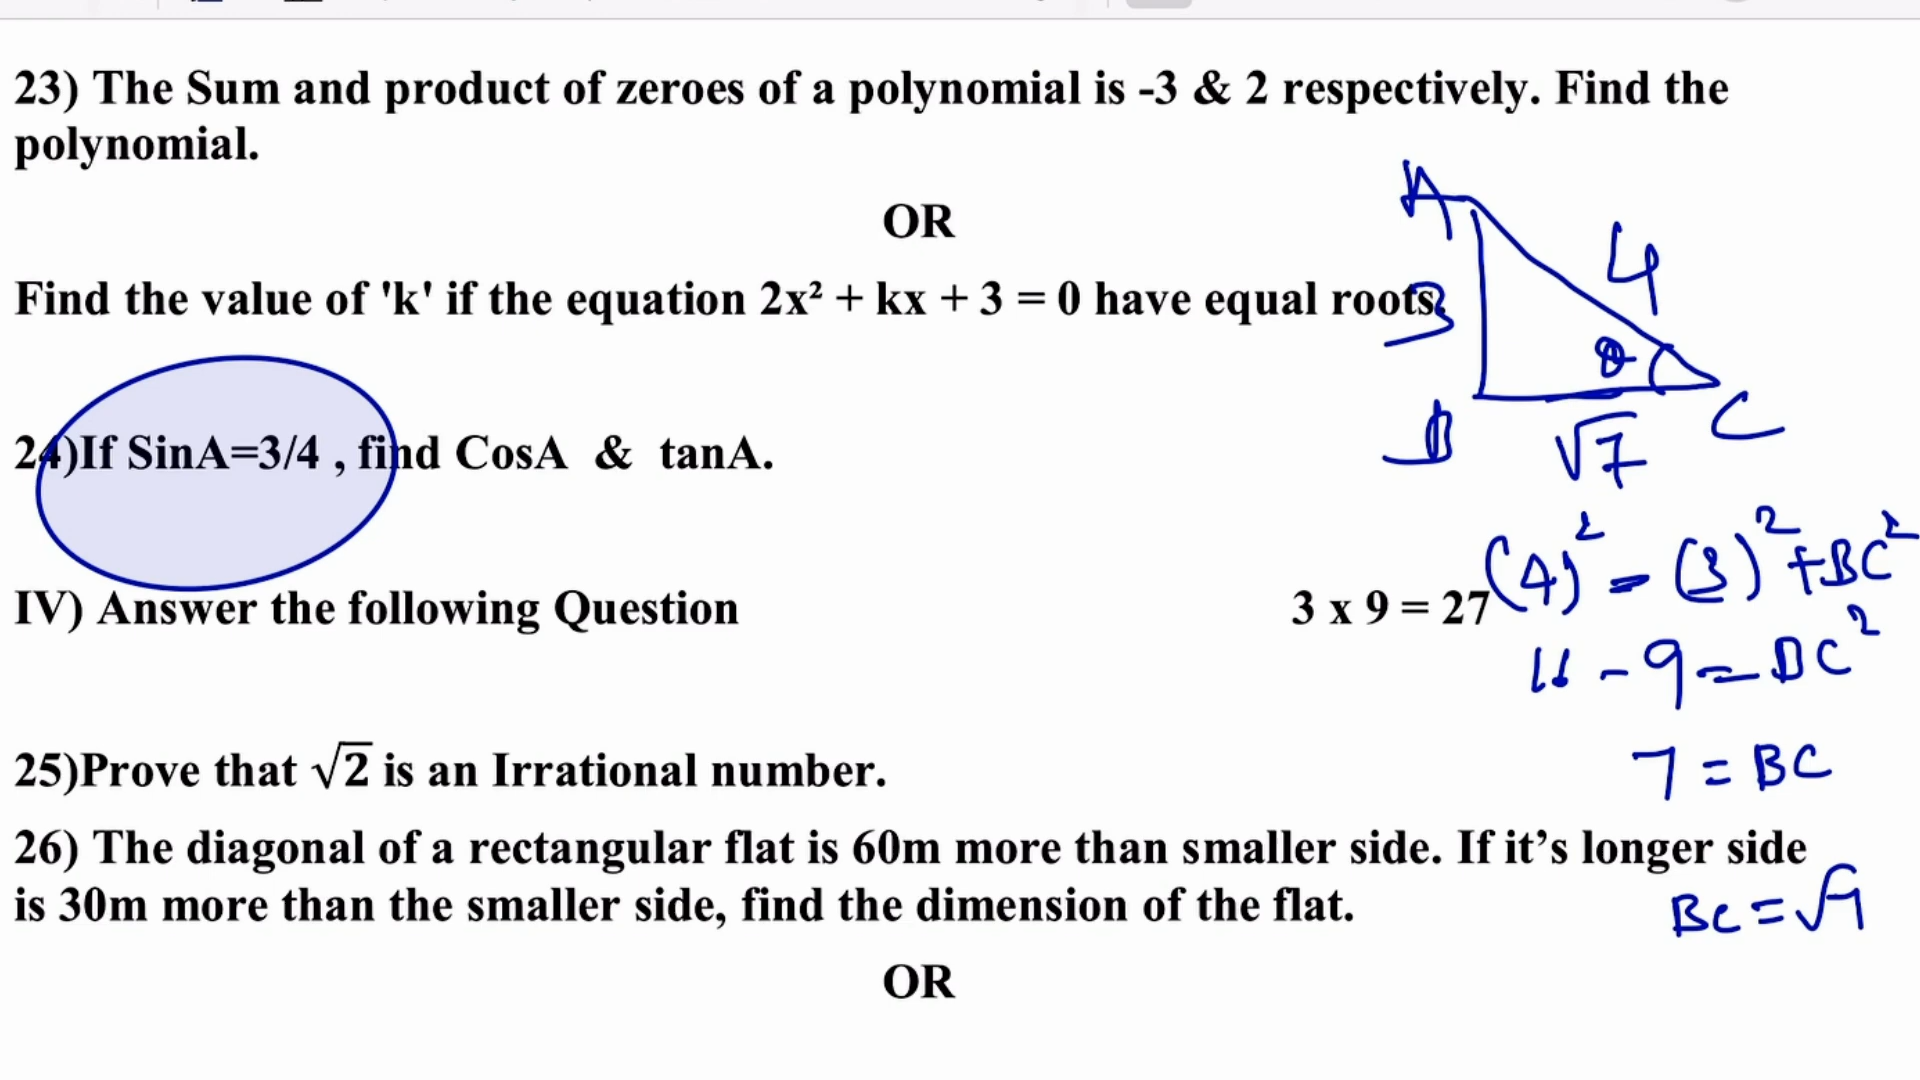 23) The Sum and product of zeroes of a polynomial is -3 & 2 respectively. Find the
polynomial.
OR
Find the value of 'k' if the equation 2x² + kx + 3 = 0 have equal roots.
24)If SinA=3/4 , find CosA & tanA.
IV) Answer the following Question 3 x 9 = 27
25)Prove that √2 is an Irrational number.
26) The diagonal of a rectangular flat is 60m more than smaller side. If it’s longer side
is 30m more than the smaller side, find the dimension of the flat.
OR
A
4
3
θ
B
√7
C
(4)² = (3)² + BC²
16 - 9 = BC²
7 = BC
BC = √7